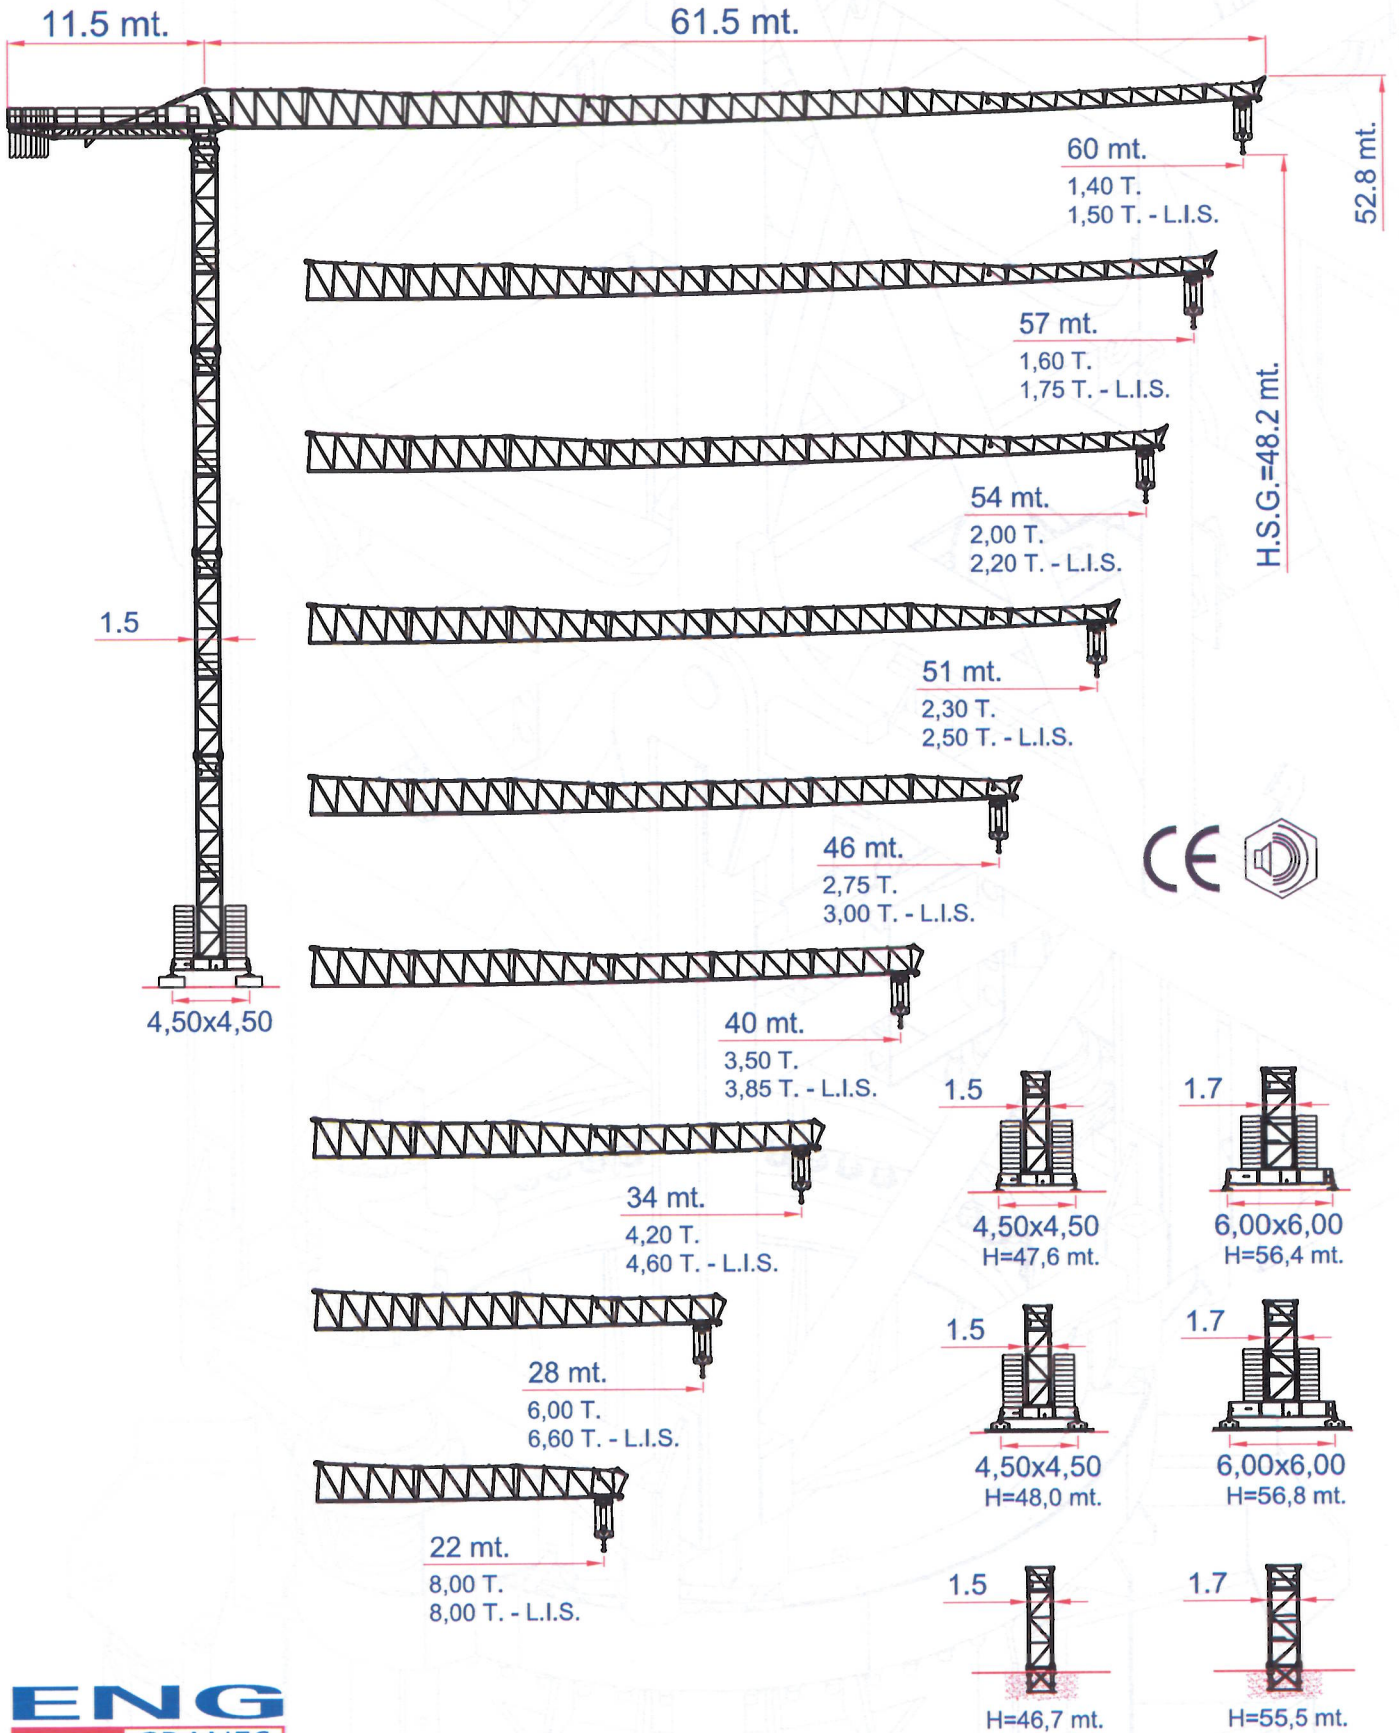 11.5 mt.
61.5 mt.
52.8 mt.
60 mt.
1,40 T.
1,50 T. - L.I.S.
H.S.G.=48.2 mt.
57 mt.
1,60 T.
1,75 T. - L.I.S.
54 mt.
2,00 T.
2,20 T. - L.I.S.
1.5
51 mt.
2,30 T.
2,50 T. - L.I.S.
46 mt.
2,75 T.
3,00 T. - L.I.S.
CE
4,50x4,50
40 mt.
3,50 T.
3,85 T. - L.I.S.
34 mt.
4,20 T.
4,60 T. - L.I.S.
28 mt.
6,00 T.
6,60 T. - L.I.S.
22 mt.
8,00 T.
8,00 T. - L.I.S.
1.5
4,50x4,50
H=47,6 mt.
1.7
6,00x6,00
H=56,4 mt.
1.5
4,50x4,50
H=48,0 mt.
1.7
6,00x6,00
H=56,8 mt.
1.5
H=46,7 mt.
1.7
H=55,5 mt.
ENG
CRANES